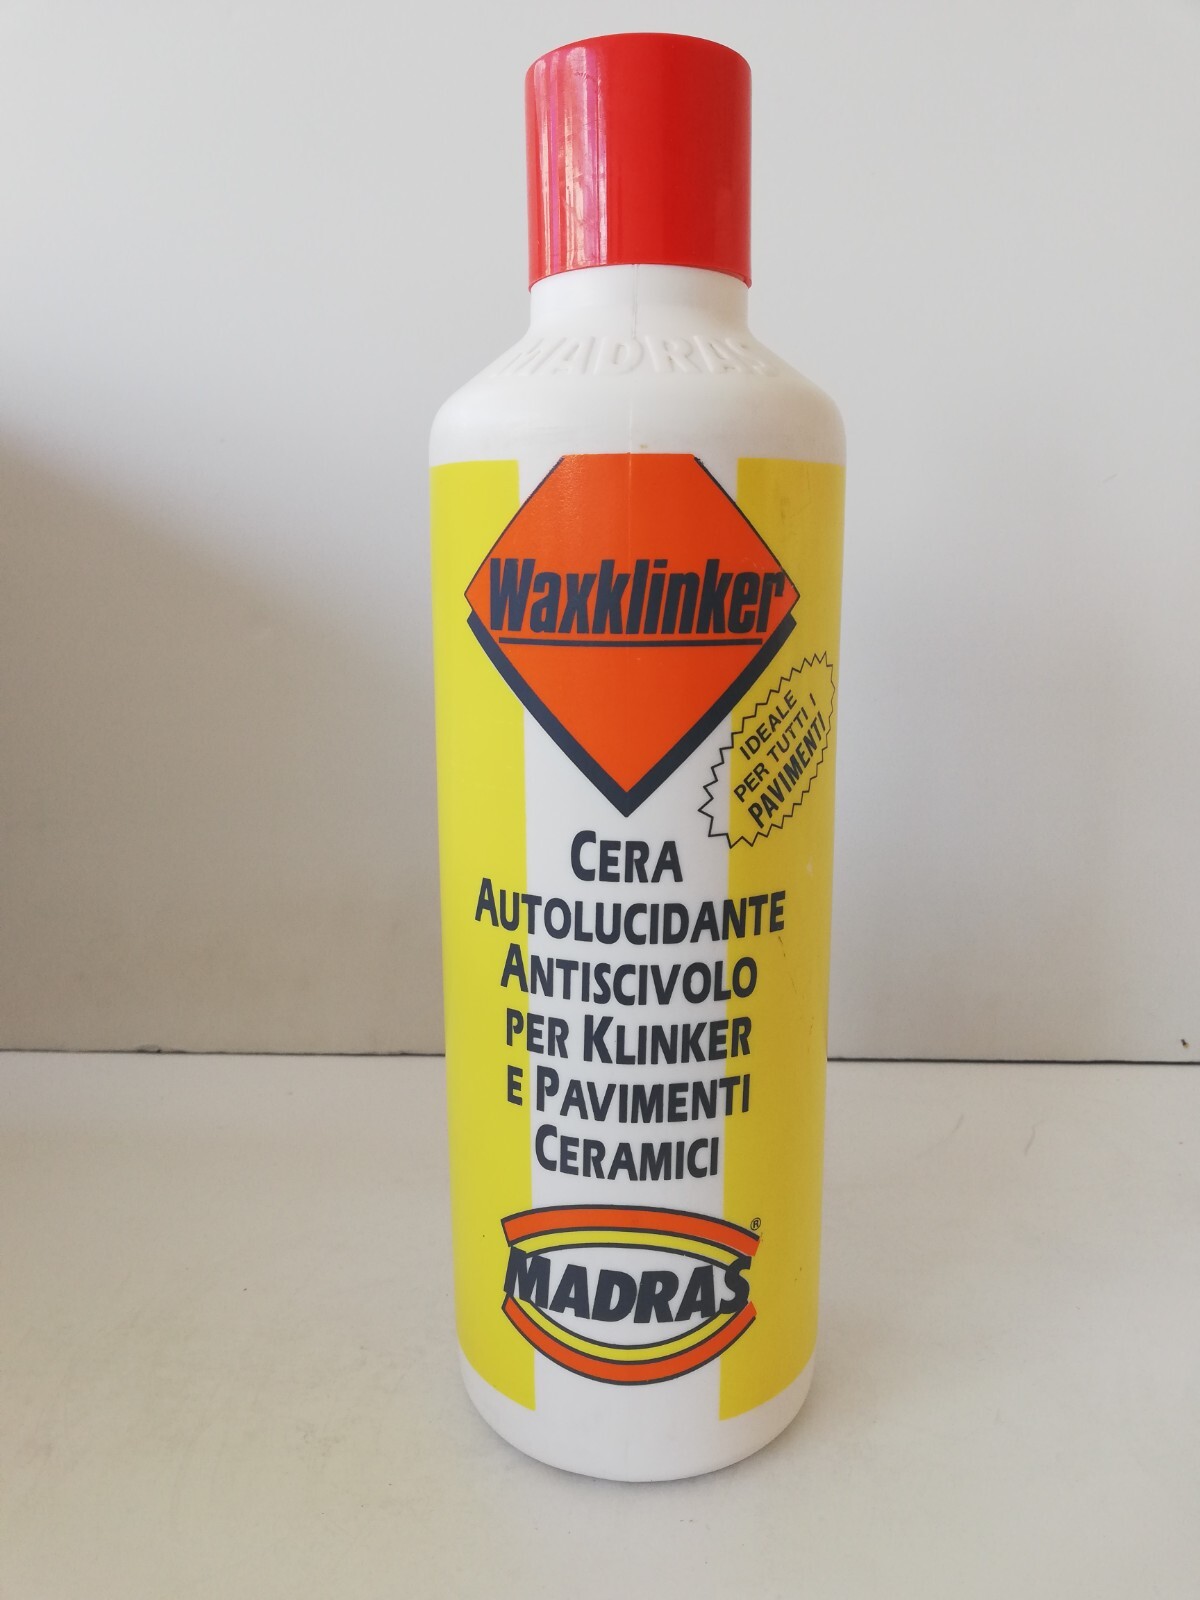 MADRAS
Waxklinker
IDEALE
PER TUTTI I
PAVIMENTI
CERA
AUTOLUCIDANTE
ANTISCIVOLO
PER KLINKER
E PAVIMENTI
CERAMICI
MADRAS®